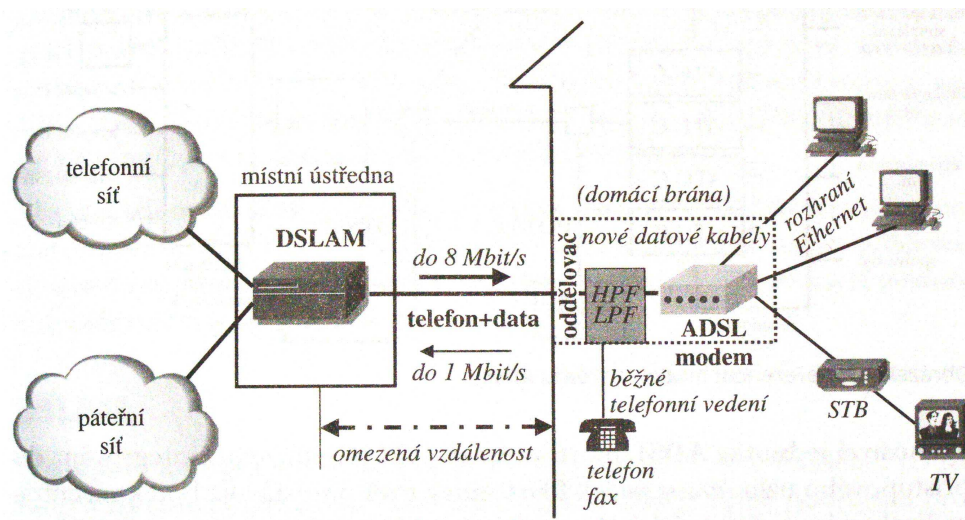 telefonní
síť
místní ústředna
DSLAM
páteřní
síť
do 8 Mbit/s
telefon+data
do 1 Mbit/s
omezená vzdálenost
(domácí brána)
nové datové kabely
oddělovač
HPF
LPF
ADSL
modem
rozhraní
Eihernet
běžné
telefonní vedení
telefon
fax
STB
TV